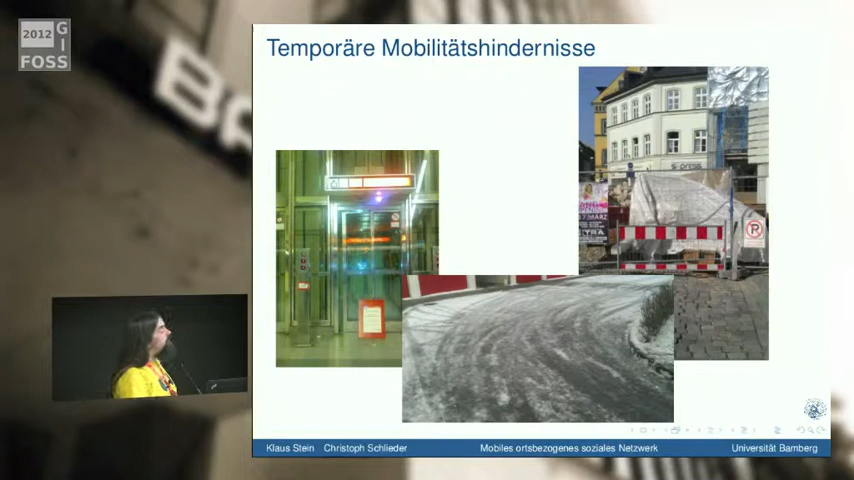 2012
GI
FOSS
Temporäre Mobilitätshindernisse
MÄRZ
Klaus Stein Christoph Schlieder
Mobiles ortsbezogenes soziales Netzwerk
Universität Bamberg